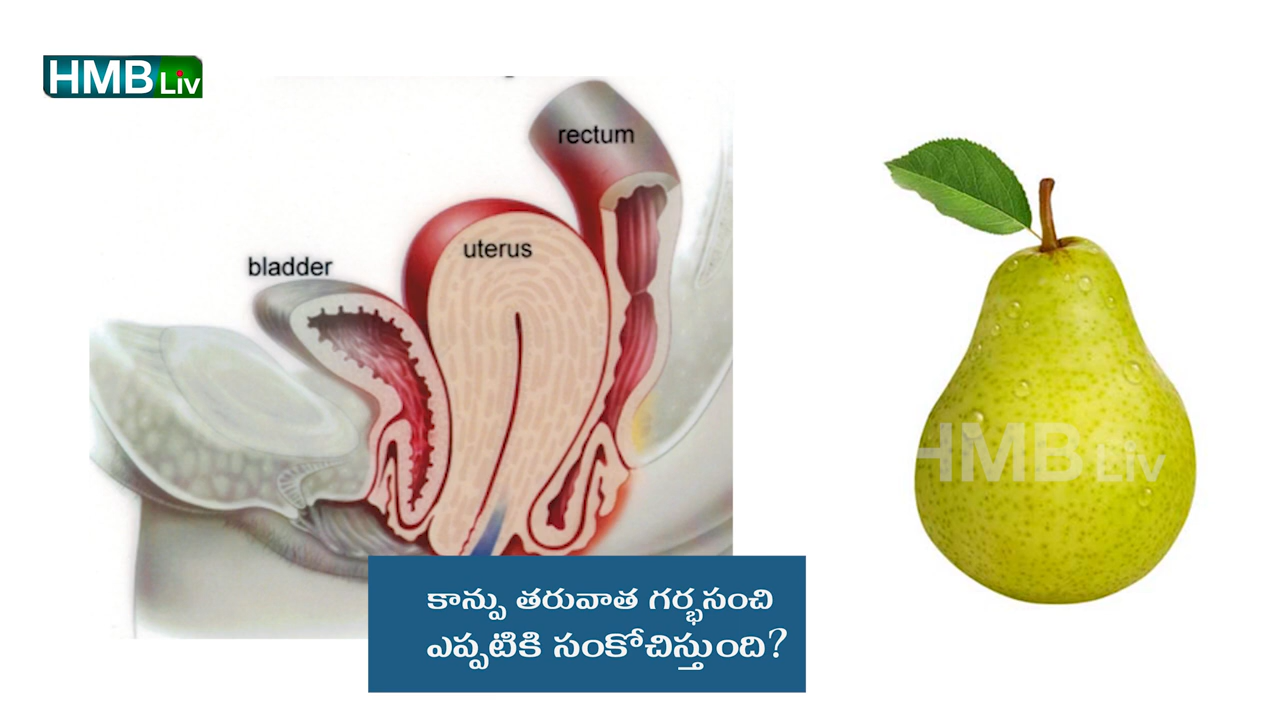 HMB Liv
rectum
uterus
bladder
HMB Liv
కాన్పు తరువాత గర్భసంచి
ఎప్పటికి సంకోచిస్తుంది?